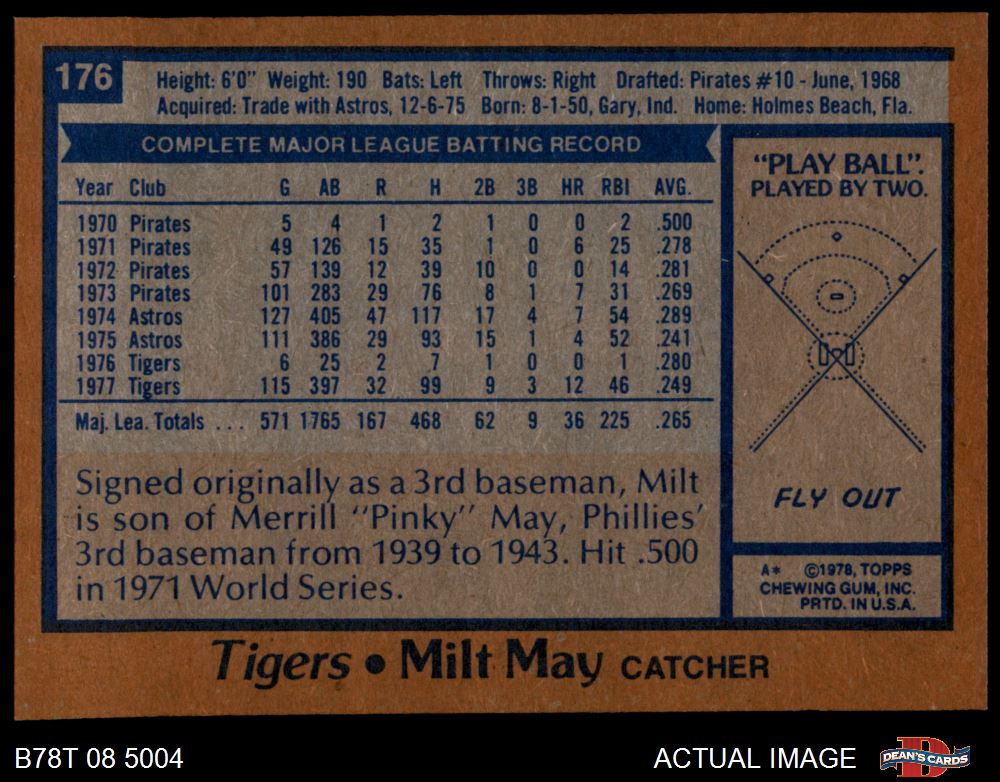 176
Height: 6'0" Weight: 190 Bats: Left Throws: Right Drafted: Pirates #10 - June, 1968
Acquired: Trade with Astros, 12-6-75 Born: 8-1-50, Gary, Ind. Home: Holmes Beach, Fla.
COMPLETE MAJOR LEAGUE BATTING RECORD
Year Club G AB R H 2B 3B HR RBI AVG.
1970 Pirates 5 4 1 2 1 0 0 2 .500
1971 Pirates 49 126 15 35 1 0 6 25 .278
1972 Pirates 57 139 12 39 10 0 0 14 .281
1973 Pirates 101 283 29 76 8 1 7 31 .269
1974 Astros 127 405 47 117 17 4 7 54 .289
1975 Astros 111 386 29 93 15 1 4 52 .241
1976 Tigers 6 25 2 7 1 0 0 1 .280
1977 Tigers 115 397 32 99 9 3 12 46 .249
Maj. Lea. Totals ... 571 1765 167 468 62 9 36 225 .265
Signed originally as a 3rd baseman, Milt
is son of Merrill "Pinky" May, Phillies'
3rd baseman from 1939 to 1943. Hit .500
in 1971 World Series.
"PLAY BALL".
PLAYED BY TWO.
FLY OUT
A* ©1978, TOPPS
CHEWING GUM, INC.
PRTD. IN U.S.A.
Tigers • Milt May CATCHER
B78T 08 5004
ACTUAL IMAGE
D
DEAN'S CARDS